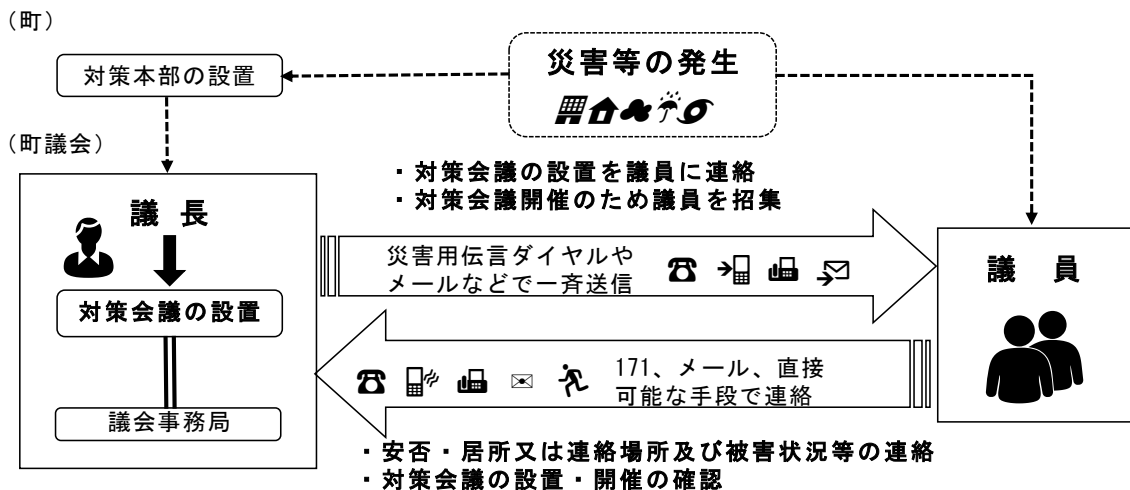 (町)
災害等の発生
対策本部の設置
(町議会)
・対策会議の設置を議員に連絡
・対策会議開催のため議員を招集
議 長
災害用伝言ダイヤルや
メールなどで一斉送信
議 員
対策会議の設置
171、メール、直接
可能な手段で連絡
議会事務局
・安否・居所又は連絡場所及び被害状況等の連絡
・対策会議の設置・開催の確認